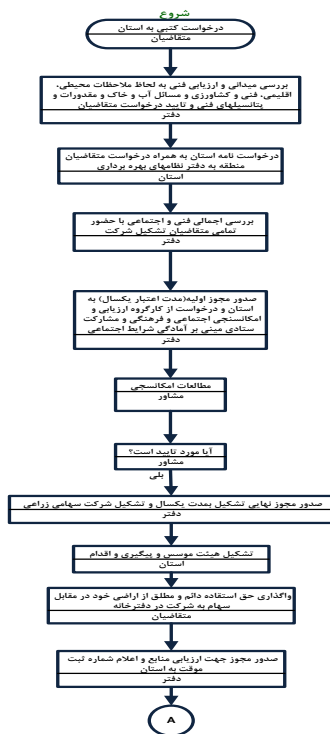 شروع
درخواست کتبی به استان
متقاضیان
بررسی میدانی و ارزیابی فنی به لحاظ ملاحظات محیطی،
اقلیمی، فنی و کشاورزی و مسائل آب و خاک و مقدورات و
پتانسیلهای فنی و تایید درخواست متقاضیان
دفتر
درخواست نامه استان به همراه درخواست متقاضیان
منطقه به دفتر نظامهای بهره برداری
استان
بررسی اجمالی فنی و اجتماعی با حضور
تمامی متقاضیان تشکیل شرکت
دفتر
صدور مجوز اولیه(مدت اعتبار یکسال) به
استان و درخواست از کارگروه ارزیابی و
امکانسنجی اجتماعی و فرهنگی و مشارکت
ستادی مبنی بر آمادگی شرایط اجتماعی
دفتر
مطالعات امکانسجی
مشاور
آیا مورد تایید است؟
مشاور
بلی
صدور مجوز نهایی تشکیل بمدت یکسال و تشکیل شرکت سهامی زراعی
دفتر
تشکیل هیئت موسس و پیگیری و اقدام
استان
واگذاری حق استفاده دائم و مطلق از اراضی خود در مقابل
سهام به شرکت در دفترخانه
متقاضیان
صدور مجوز جهت ارزیابی منابع و اعلام شماره ثبت
موقت به استان
دفتر
A